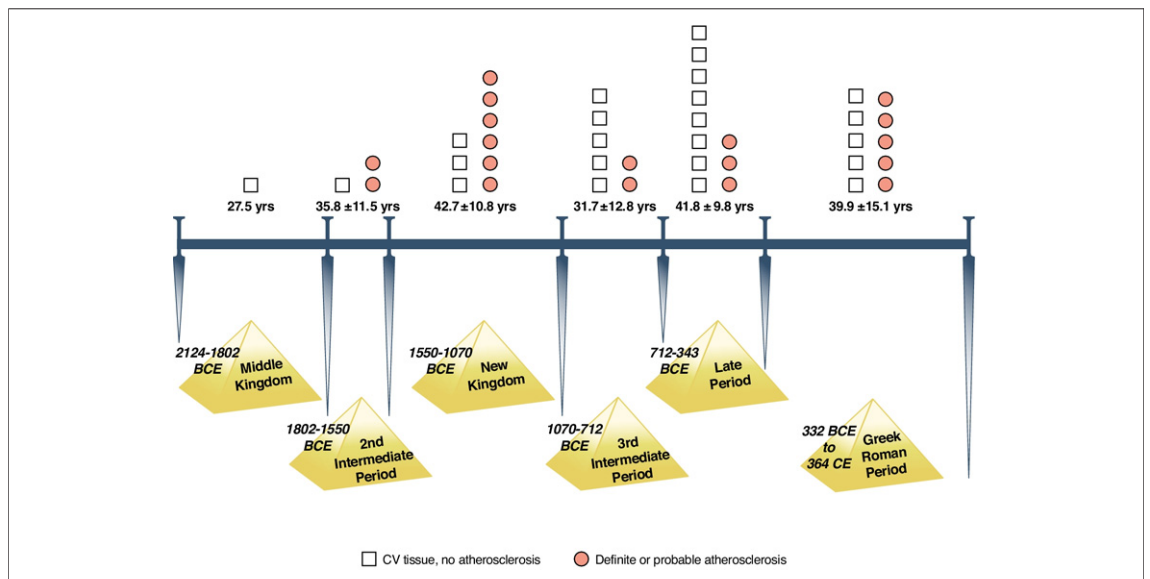 27.5 yrs
35.8 ±11.5 yrs
42.7±10.8 yrs
31.7±12.8 yrs
41.8 ± 9.8 yrs
39.9 ±15.1 yrs
2124-1802
BCE
Middle
Kingdom
1802-1550
BCE
2nd
Intermediate
Period
1550-1070
BCE
New
Kingdom
1070-712
BCE
3rd
Intermediate
Period
712-343
BCE
Late
Period
332 BCE
to
364 CE
Greek
Roman
Period
CV tissue, no atherosclerosis
Definite or probable atherosclerosis